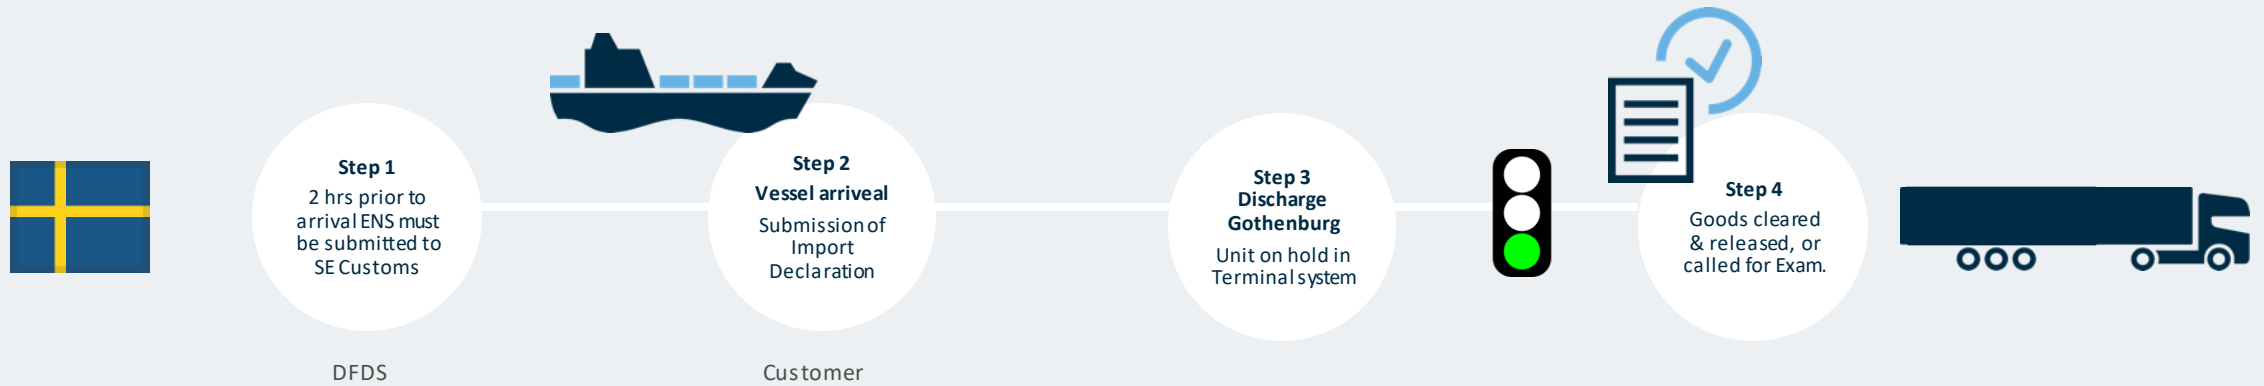 Step 1
2 hrs prior to
arrival ENS must
be submitted to
SE Customs
DFDS
Step 2
Vessel arriveal
Submission of
Import
Declaration
Customer
Step 3
Discharge
Gothenburg
Unit on hold in
Terminal system
Step 4
Goods cleared
& released, or
called for Exam.